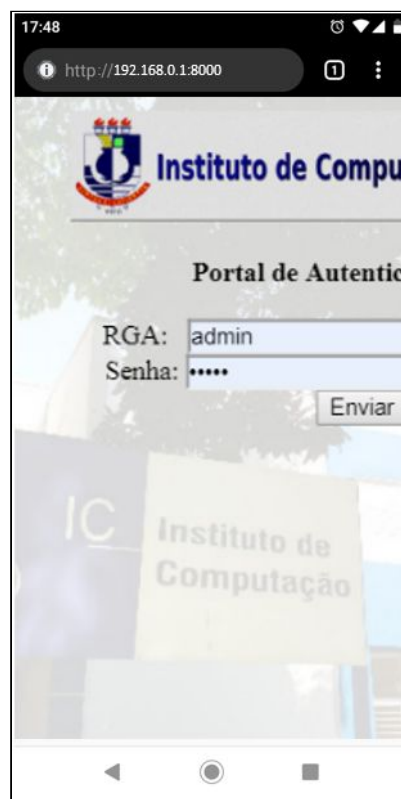 17:48
http://192.168.0.1:8000
1
Instituto de Compu
Portal de Autentic
RGA: admin
Senha: •••••
Enviar
IC
Instituto de
Computação